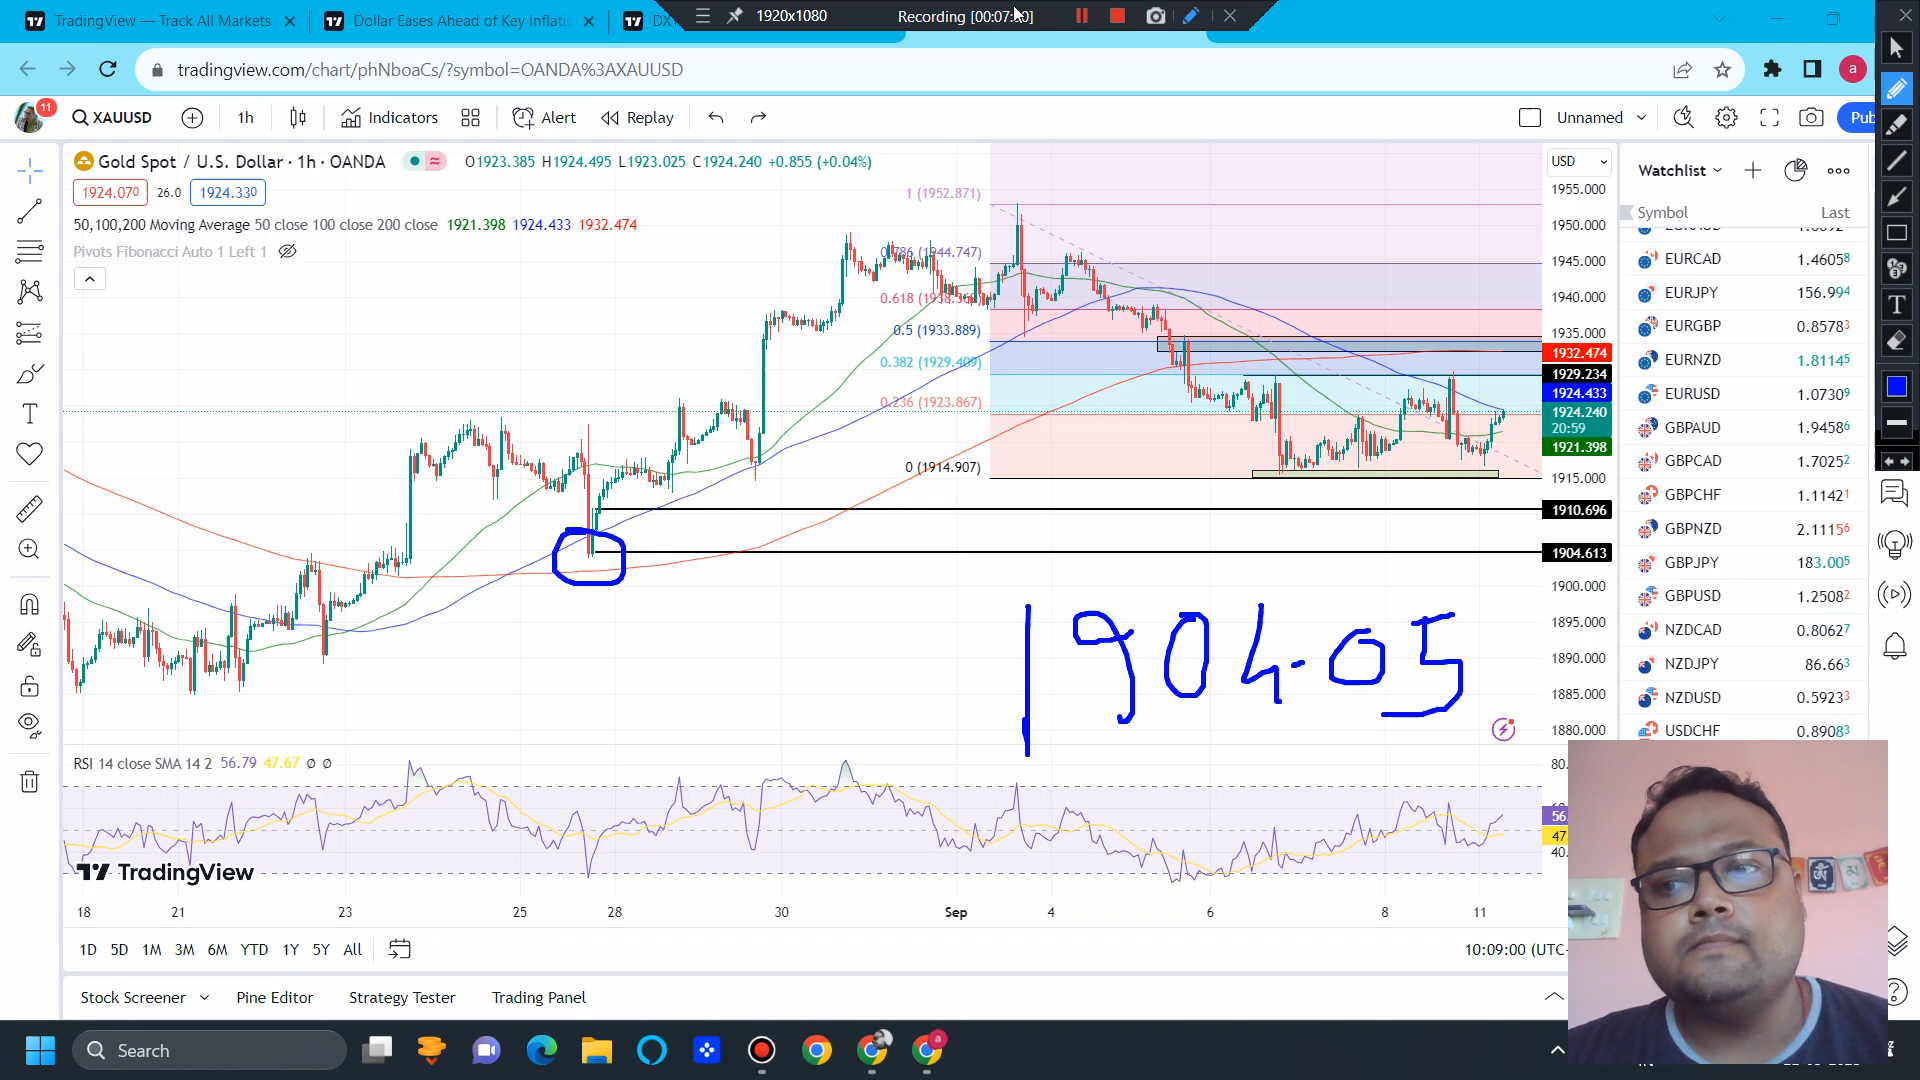 TradingView — Track All Markets
Dollar Eases Ahead of Key Inflatio
1920x1080
Recording
tradingview.com/chart/phNboaCs/?symbol=OANDA%3AXAUUSD
a
11
XAUUSD
1h
Indicators
Alert
Replay
Unnamed
Pub
Gold Spot / U.S. Dollar · 1h · OANDA
O1923.385 H1924.495 L1923.025 C1924.240 +0.855 (+0.04%)
1924.070
26.0
1924.330
50,100,200 Moving Average 50 close 100 close 200 close 1921.398 1924.433 1932.474
Pivots Fibonacci Auto 1 Left 1
1 (1952.871)
0.786 (1944.747)
0.5 (1933.889)
0.382 (1929.409)
0.236 (1923.867)
0 (1914.907)
USD
1955.000
1950.000
1945.000
1940.000
1935.000
1932.474
1929.234
1924.433
1924.240
20:59
1921.398
1915.000
1910.696
1904.613
1900.000
1895.000
1890.000
1885.000
1880.000
1904.05
Watchlist
Symbol Last
EURCAD 1.46058
EURJPY 156.994
EURGBP 0.85783
EURNZD 1.81145
EURUSD 1.07309
GBPAUD 1.94586
GBPCAD 1.70252
GBPCHF 1.11421
GBPNZD 2.11156
GBPJPY 183.005
GBPUSD 1.25082
NZDCAD 0.80627
NZDJPY 86.663
NZDUSD 0.59233
USDCHF 0.89083
RSI 14 close SMA 14 2 56.79 47.67 ø ø
80.
56.
47
40.
TradingView
18 21 23 25 28 30 Sep 4 6 8 11
1D 5D 1M 3M 6M YTD 1Y 5Y All
10:09:00 (UTC-
Stock Screener
Pine Editor
Strategy Tester
Trading Panel
Search